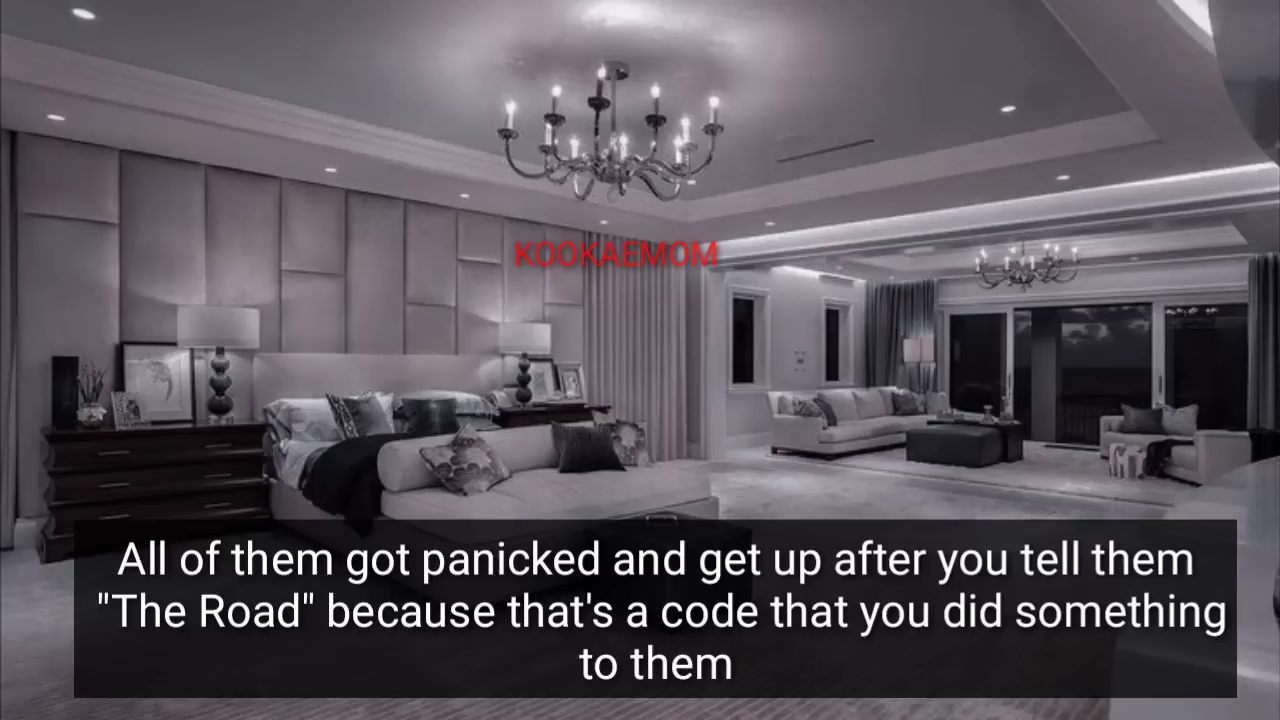 KOOKAEMOM
All of them got panicked and get up after you tell them
"The Road" because that's a code that you did something
to them